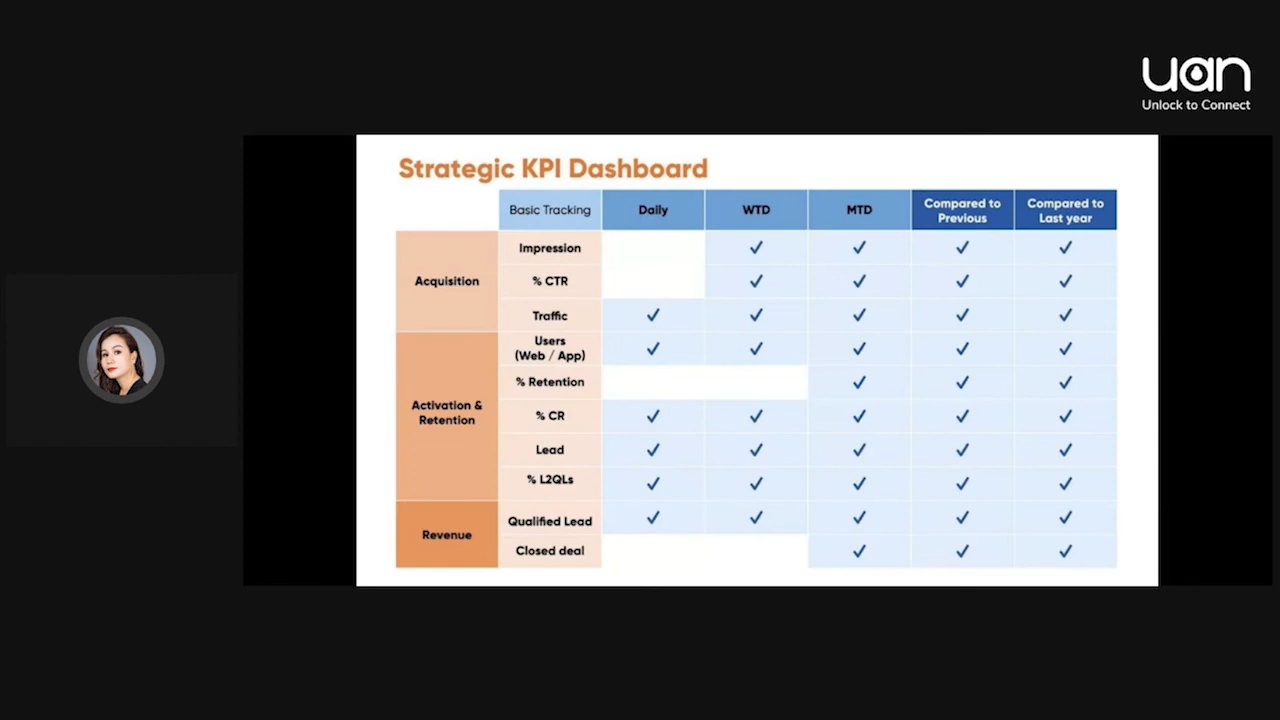 uan
Unlock to Connect
Strategic KPI Dashboard
Basic Tracking
Daily
WTD
MTD
Compared to
Previous
Compared to
Last year
Acquisition
Impression
% CTR
Traffic
Activation &
Retention
Users
(Web / App)
% Retention
% CR
Lead
% L2QLs
Revenue
Qualified Lead
Closed deal